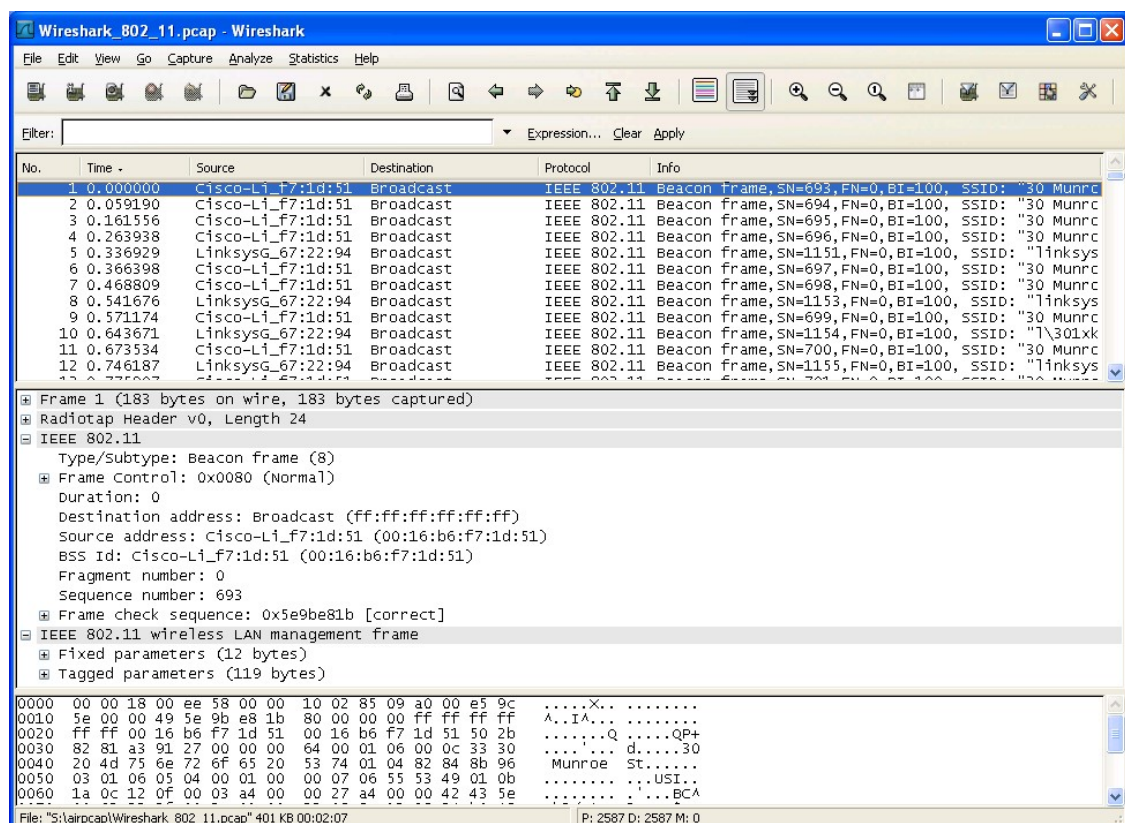 Wireshark_802_11.pcap - Wireshark
File Edit View Go Capture Analyze Statistics Help
Filter: Expression... Clear Apply
No. Time Source Destination Protocol Info
1 0.000000 Cisco-Li_f7:1d:51 Broadcast IEEE 802.11 Beacon frame,SN=693,FN=0,BI=100, SSID: "30 Munrc
2 0.059190 Cisco-Li_f7:1d:51 Broadcast IEEE 802.11 Beacon frame,SN=694,FN=0,BI=100, SSID: "30 Munrc
3 0.161556 Cisco-Li_f7:1d:51 Broadcast IEEE 802.11 Beacon frame,SN=695,FN=0,BI=100, SSID: "30 Munrc
4 0.263938 Cisco-Li_f7:1d:51 Broadcast IEEE 802.11 Beacon frame,SN=696,FN=0,BI=100, SSID: "30 Munrc
5 0.336929 LinksysG_67:22:94 Broadcast IEEE 802.11 Beacon frame,SN=1151,FN=0,BI=100, SSID: "linksys
6 0.366398 Cisco-Li_f7:1d:51 Broadcast IEEE 802.11 Beacon frame,SN=697,FN=0,BI=100, SSID: "30 Munrc
7 0.468809 Cisco-Li_f7:1d:51 Broadcast IEEE 802.11 Beacon frame,SN=698,FN=0,BI=100, SSID: "30 Munrc
8 0.541676 LinksysG_67:22:94 Broadcast IEEE 802.11 Beacon frame,SN=1153,FN=0,BI=100, SSID: "linksys
9 0.571174 Cisco-Li_f7:1d:51 Broadcast IEEE 802.11 Beacon frame,SN=699,FN=0,BI=100, SSID: "30 Munrc
10 0.643671 LinksysG_67:22:94 Broadcast IEEE 802.11 Beacon frame,SN=1154,FN=0,BI=100, SSID: "l\301xk
11 0.673534 Cisco-Li_f7:1d:51 Broadcast IEEE 802.11 Beacon frame,SN=700,FN=0,BI=100, SSID: "30 Munrc
12 0.746187 LinksysG_67:22:94 Broadcast IEEE 802.11 Beacon frame,SN=1155,FN=0,BI=100, SSID: "linksys
Frame 1 (183 bytes on wire, 183 bytes captured)
Radiotap Header v0, Length 24
IEEE 802.11
Type/Subtype: Beacon frame (8)
Frame Control: 0x0080 (Normal)
Duration: 0
Destination address: Broadcast (ff:ff:ff:ff:ff:ff)
Source address: Cisco-Li_f7:1d:51 (00:16:b6:f7:1d:51)
BSS Id: Cisco-Li_f7:1d:51 (00:16:b6:f7:1d:51)
Fragment number: 0
Sequence number: 693
Frame check sequence: 0x5e9be81b [correct]
IEEE 802.11 wireless LAN management frame
Fixed parameters (12 bytes)
Tagged parameters (119 bytes)
0000 00 00 18 00 ee 58 00 00 10 02 85 09 a0 00 e5 9c .....X.. ........
0010 5e 00 00 49 5e 9b e8 1b 80 00 00 00 ff ff ff ff ^..I^... ........
0020 ff ff 00 16 b6 f7 1d 51 00 16 b6 f7 1d 51 50 2b .......Q .....QP+
0030 82 81 a3 91 27 00 00 00 64 00 01 06 00 0c 33 30 ....'... d.....30
0040 20 4d 75 6e 72 6f 65 20 53 74 01 04 82 84 8b 96 Munroe St......
0050 03 01 06 05 04 00 01 00 00 07 06 55 53 49 01 0b ........ ...USI..
0060 1a 0c 12 0f 00 03 a4 00 00 27 a4 00 00 42 43 5e ........ .'...BC^
File: "S:\airpcap\Wireshark_802_11.pcap" 401 KB 00:02:07 P: 2587 D: 2587 M: 0